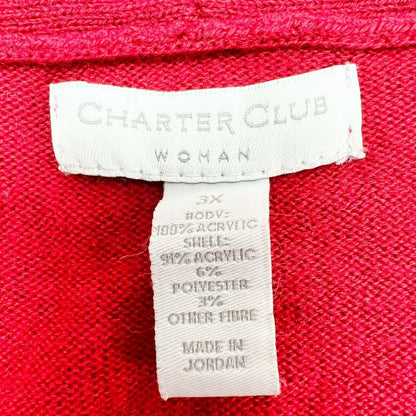 CHARTER CLUB
WOMAN
3X
BODY:
100% ACRYLIC
SHELL:
91% ACRYLIC
6%
POLYESTER
3%
OTHER FIBRE
MADE IN
JORDAN